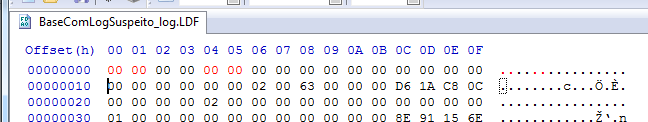 BaseComLogSuspeito_log.LDF
Offset(h) 00 01 02 03 04 05 06 07 08 09 0A 0B 0C 0D 0E 0F
00000000 00 00 00 00 00 00 00 00 00 00 00 00 00 00 00 00 ................
00000010 00 00 00 00 00 00 02 00 63 00 00 00 D6 1A C8 0C ........c...Ö.È.
00000020 00 00 00 00 02 00 00 00 00 00 00 00 00 00 00 00 ................
00000030 01 00 00 00 00 00 00 00 00 00 00 00 8E 91 15 6E ............Ž‘.n